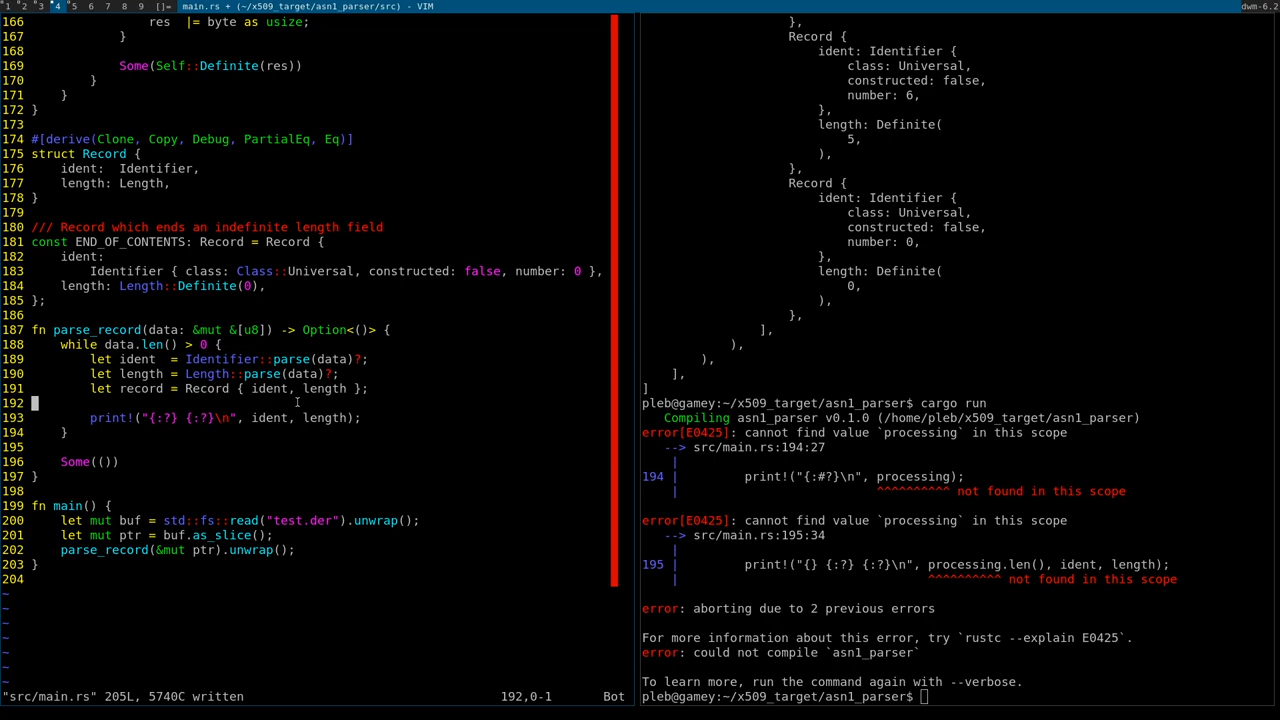 1 2 3 4 5 6 7 8 9 []= main.rs + (~/x509_target/asn1_parser/src) - VIM dwm-6.2
166                 res  |= byte as usize;
167             }
168
169             Some(Self::Definite(res))
170         }
171     }
172 }
173
174 #[derive(Clone, Copy, Debug, PartialEq, Eq)]
175 struct Record {
176     ident:  Identifier,
177     length: Length,
178 }
179
180 /// Record which ends an indefinite length field
181 const END_OF_CONTENTS: Record = Record {
182     ident:
183         Identifier { class: Class::Universal, constructed: false, number: 0 },
184     length: Length::Definite(0),
185 };
186
187 fn parse_record(data: &mut &[u8]) -> Option<()> {
188     while data.len() > 0 {
189         let ident  = Identifier::parse(data)?;
190         let length = Length::parse(data)?;
191         let record = Record { ident, length };
192
193         print!("{:?} {:?}\n", ident, length);
194     }
195
196     Some(())
197 }
198
199 fn main() {
200     let mut buf = std::fs::read("test.der").unwrap();
201     let mut ptr = buf.as_slice();
202     parse_record(&mut ptr).unwrap();
203 }
204
~
~
~
~
~
~
~
"src/main.rs" 205L, 5740C written 192,0-1 Bot
                    },
                    Record {
                        ident: Identifier {
                            class: Universal,
                            constructed: false,
                            number: 6,
                        },
                        length: Definite(
                            5,
                        ),
                    },
                    Record {
                        ident: Identifier {
                            class: Universal,
                            constructed: false,
                            number: 0,
                        },
                        length: Definite(
                            0,
                        ),
                    },
                ],
            ),
        ),
    ],
]
pleb@gamey:~/x509_target/asn1_parser$ cargo run
   Compiling asn1_parser v0.1.0 (/home/pleb/x509_target/asn1_parser)
error[E0425]: cannot find value `processing` in this scope
   --> src/main.rs:194:27
    |
194 |         print!("{:#?}\n", processing);
    |                           ^^^^^^^^^^ not found in this scope

error[E0425]: cannot find value `processing` in this scope
   --> src/main.rs:195:34
    |
195 |         print!("{} {:?} {:?}\n", processing.len(), ident, length);
    |                                  ^^^^^^^^^^ not found in this scope

error: aborting due to 2 previous errors

For more information about this error, try `rustc --explain E0425`.
error: could not compile `asn1_parser`

To learn more, run the command again with --verbose.
pleb@gamey:~/x509_target/asn1_parser$